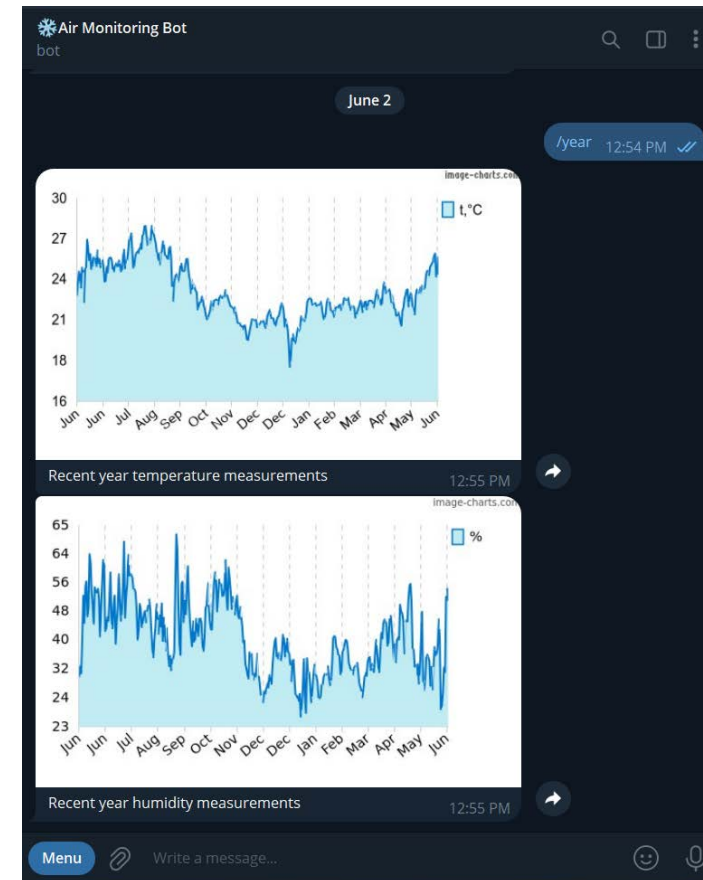 Air Monitoring Bot
bot
June 2
/year 12:54 PM
image-charts.com
30
27
24
21
18
16
t,°C
Jun Jun Jul Aug Sep Oct Nov Dec Dec Jan Feb Mar Apr May Jun
Recent year temperature measurements 12:55 PM
image-charts.com
65
64
56
48
40
32
24
23
%
Jun Jun Jul Aug Sep Oct Nov Dec Dec Jan Feb Mar Apr May Jun
Recent year humidity measurements 12:55 PM
Menu Write a message...